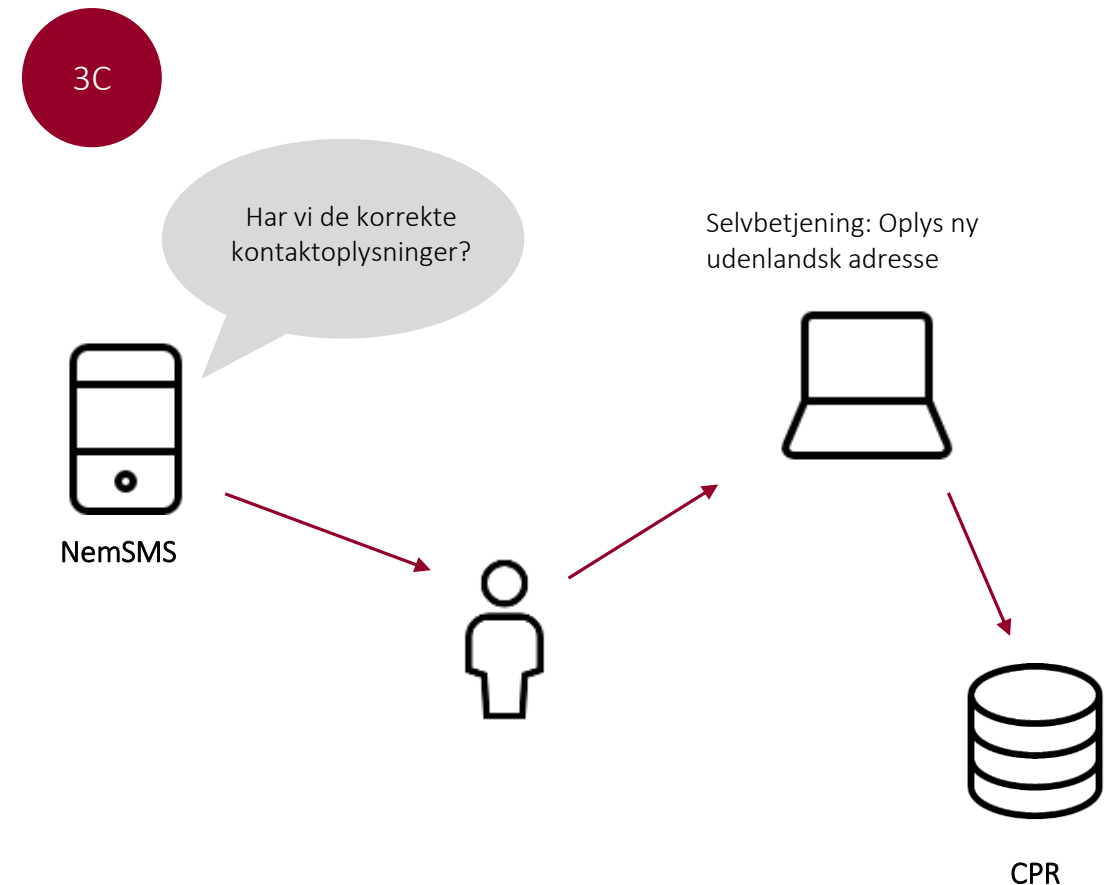 3C
Har vi de korrekte
kontaktoplysninger?
Selvbetjening: Oplys ny
udenlandsk adresse
NemSMS
CPR